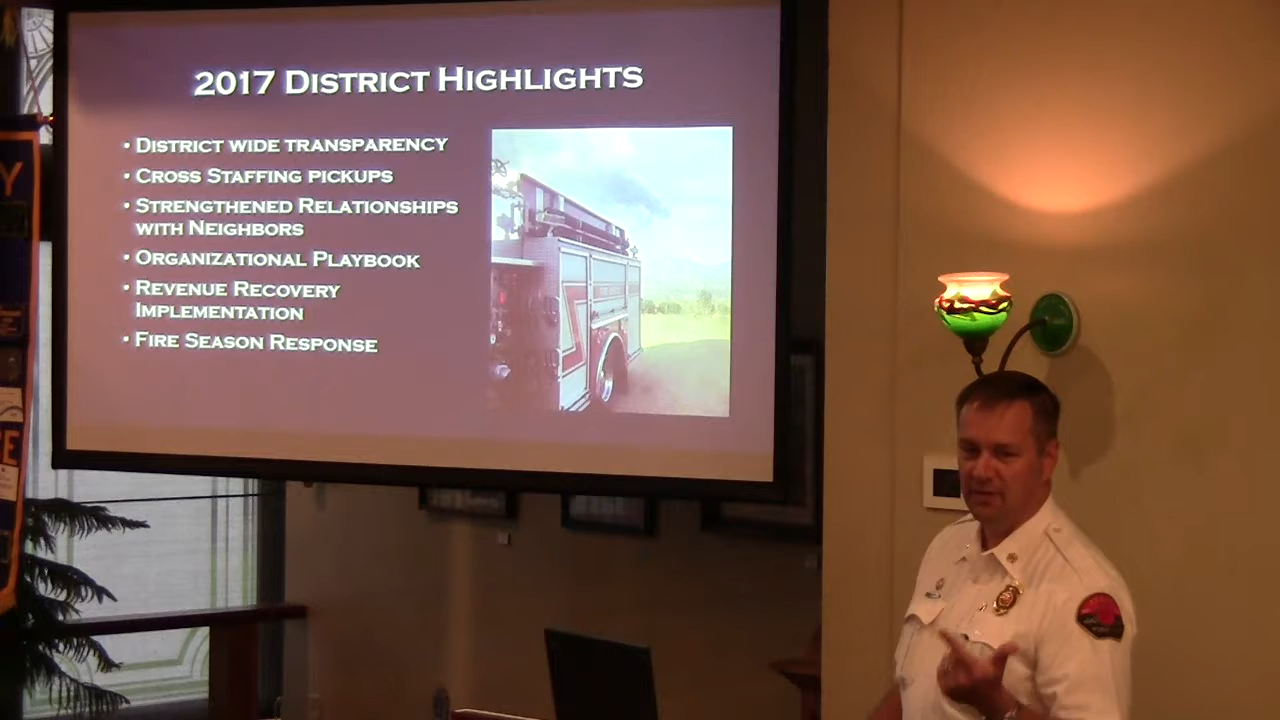 2017 District Highlights
• District wide transparency
• Cross Staffing pickups
• Strengthened Relationships
with Neighbors
• Organizational Playbook
• Revenue Recovery
Implementation
• Fire Season Response
Y
E